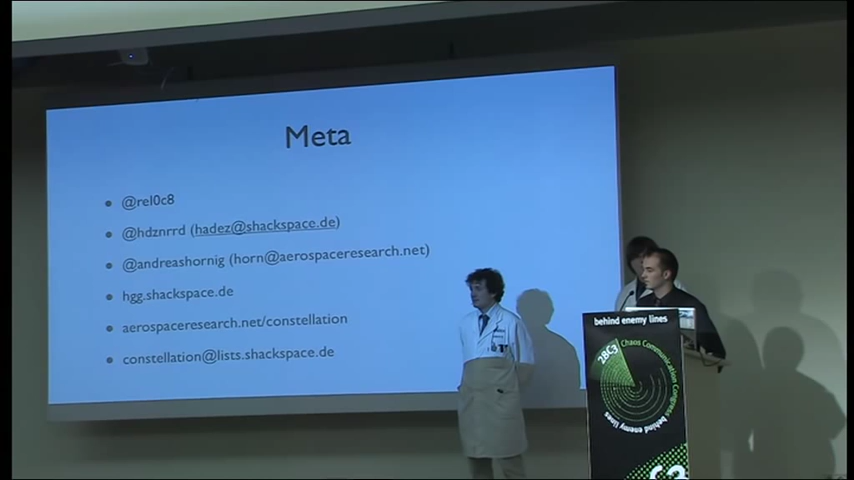 Meta
@rel0c8
@hdznrrd (hadez@shackspace.de)
@andreashornig (horn@aerospaceresearch.net)
hgg.shackspace.de
aerospaceresearch.net/constellation
constellation@lists.shackspace.de
behind enemy lines
28C3 Chaos Communication Congress behind enemy lines